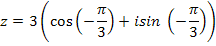 z = 3(cos(−π/3) + isin (−π/3))